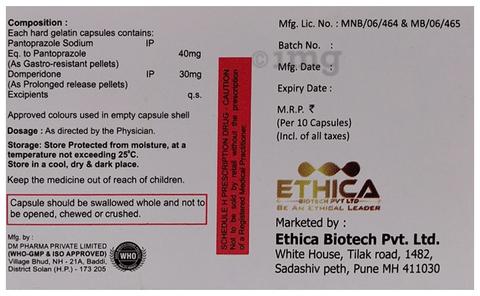 Composition :
Each hard gelatin capsules contains:
Pantoprazole Sodium IP
Eq. to Pantoprazole 40mg
(As Gastro-resistant pellets)
Domperidone IP 30mg
(As Prolonged release pellets)
Excipients q.s.
Approved colours used in empty capsule shell
Dosage : As directed by the Physician.
Storage: Store Protected from moisture, at a
temperature not exceeding 25°C.
Store in a cool, dry & dark place.
Keep the medicine out of reach of children.
Capsule should be swallowed whole and not to
be opened, chewed or crushed.
Mfg. by :
DM PHARMA PRIVATE LIMITED
(WHO-GMP & ISO APPROVED)
Village Bhud, NH - 21A, Baddi,
District Solan (H.P.) - 173 205
WHO
SCHEDULE H PRESCRIPTION DRUG - CAUTION
Not to be sold by retail without the prescription
of a Registered Medical Practitioner.
Mfg. Lic. No. : MNB/06/464 & MB/06/465
Batch No. :
Mfg. Date :
Expiry Date :
M.R.P. ₹
(Per 10 Capsules)
(Incl. of all taxes)
1mg
ETHICA
BIOTECH PVT LTD
BE AN ETHICAL LEADER
Marketed by :
Ethica Biotech Pvt. Ltd.
White House, Tilak road, 1482,
Sadashiv peth, Pune MH 411030